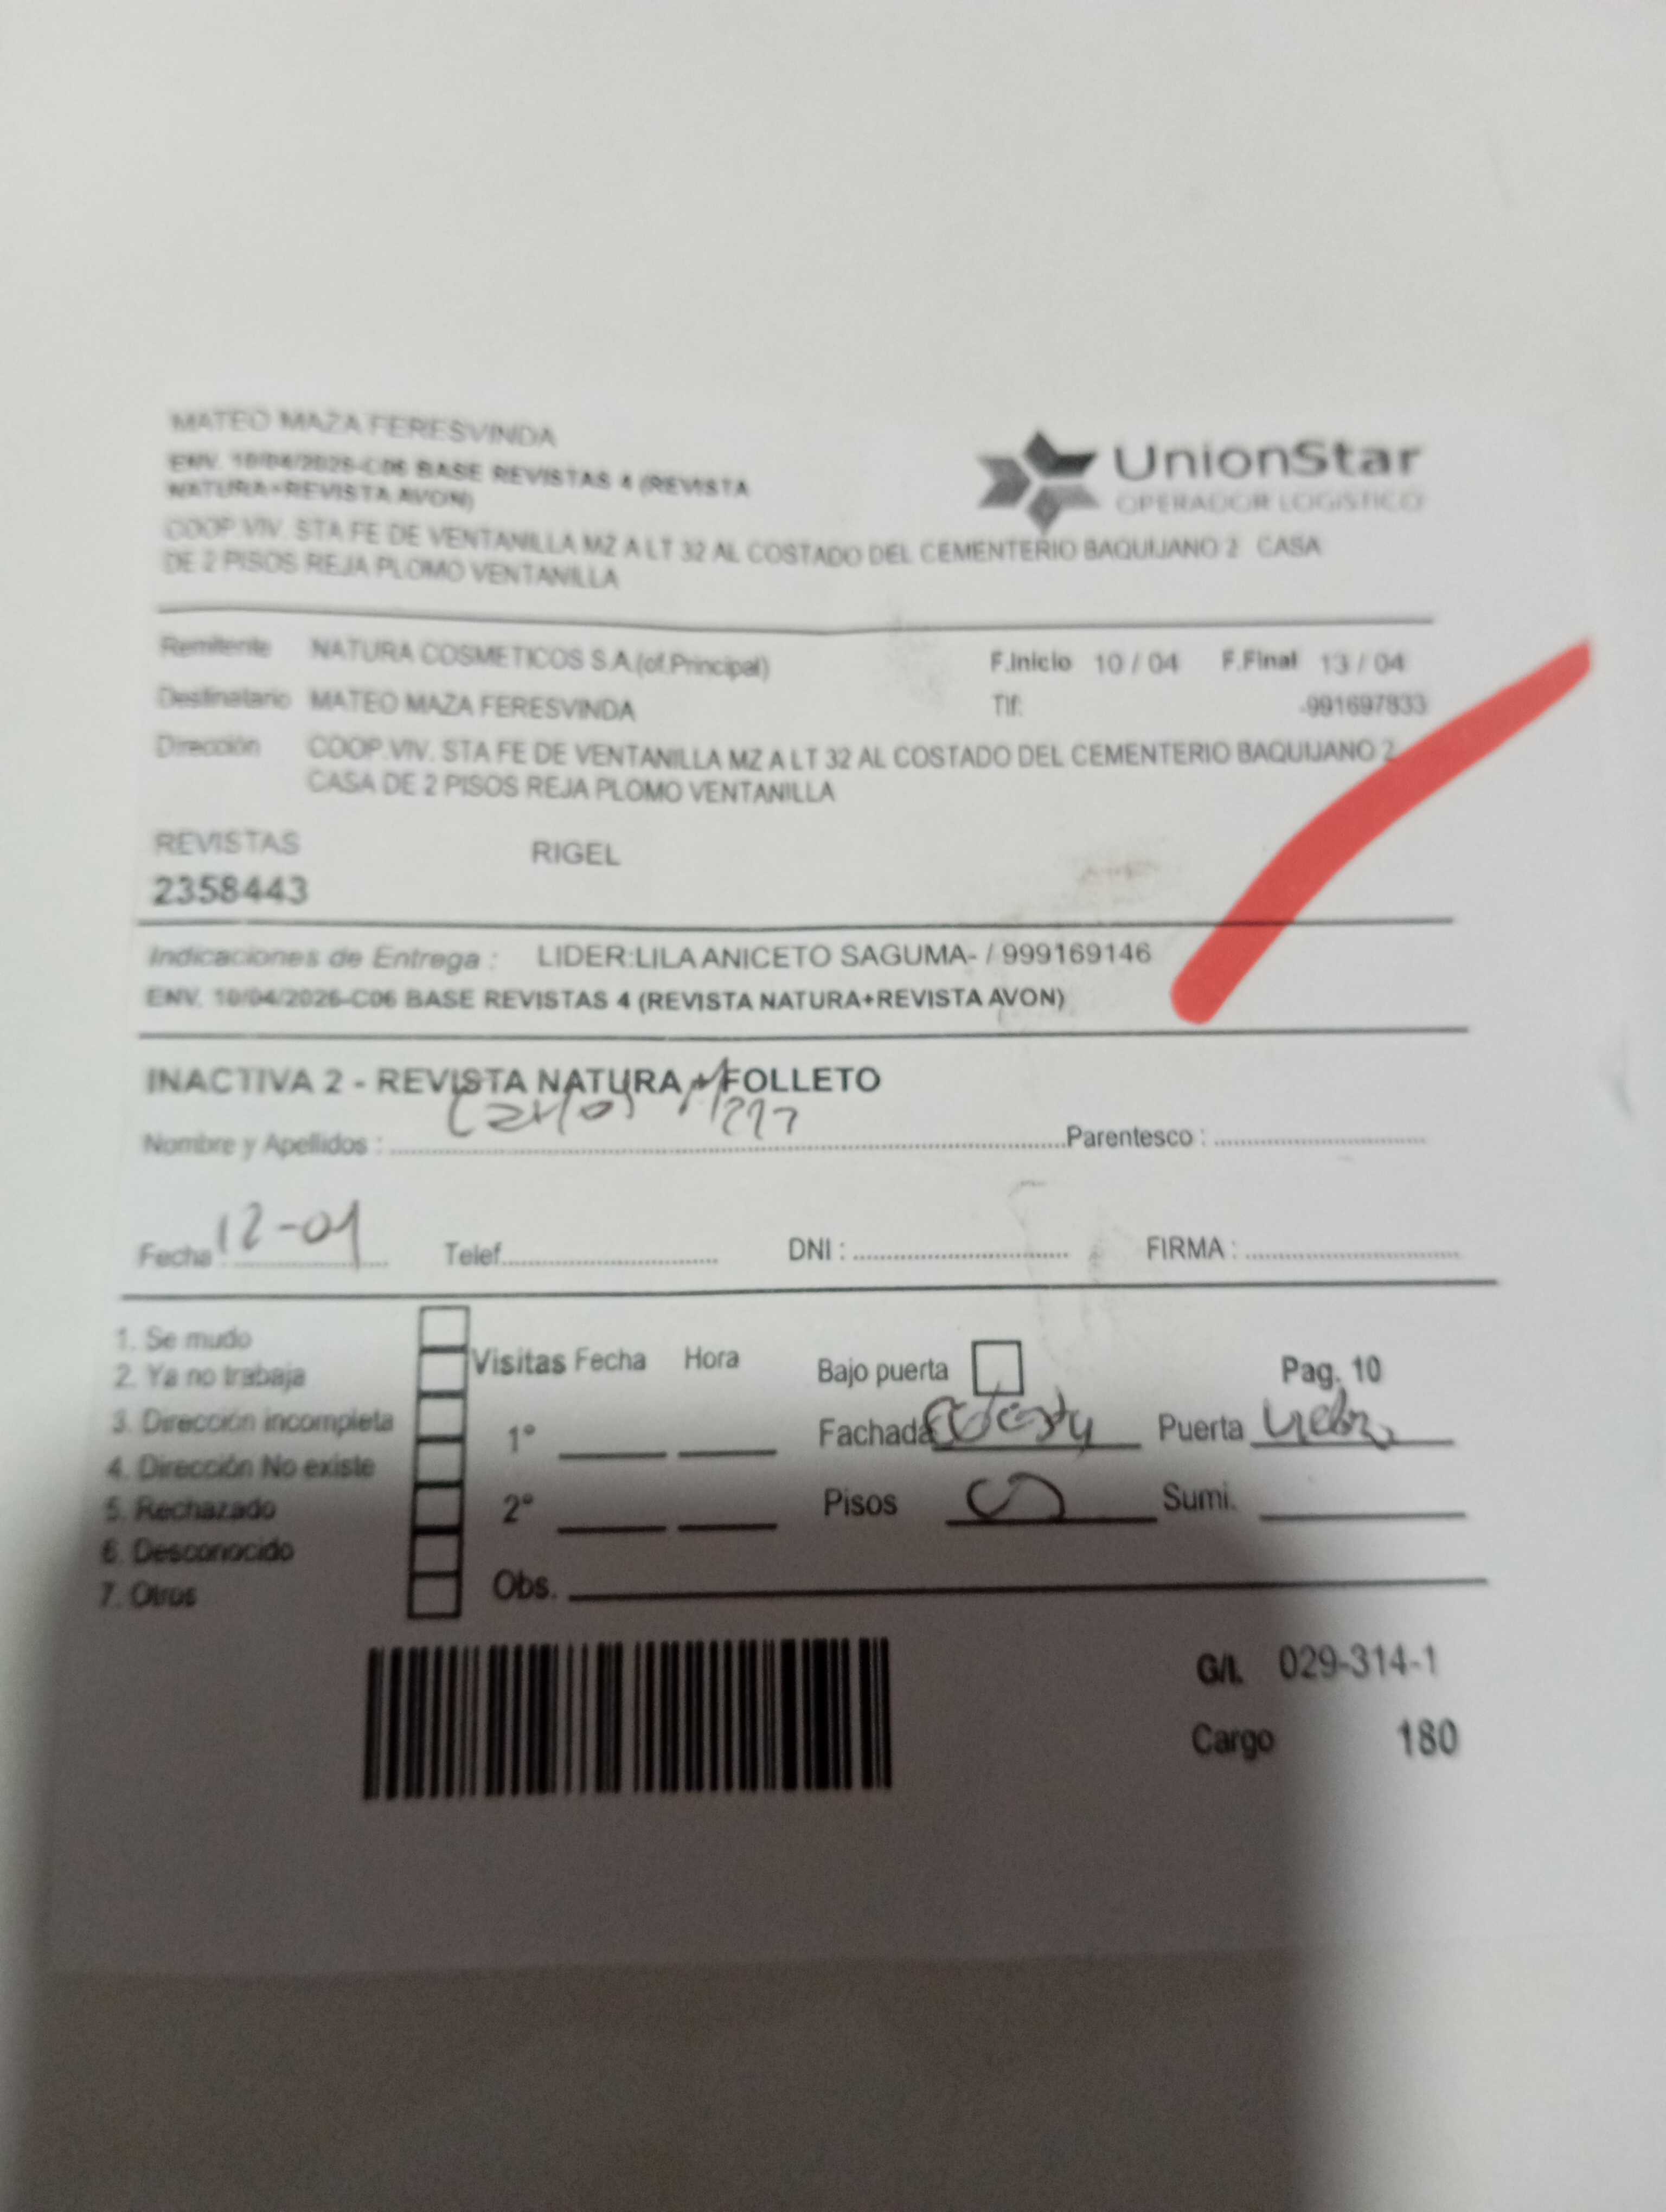 MATEO MAZA FERESVINDA
ENV. 10/04/2026-C06 BASE REVISTAS 4 (REVISTA
NATURA+REVISTA AVON)
UnionStar
OPERADOR LOGISTICO
COOP.VIV. STA FE DE VENTANILLA MZ A LT 32 AL COSTADO DEL CEMENTERIO BAQUIJANO 2 CASA
DE 2 PISOS REJA PLOMO VENTANILLA
Remitente NATURA COSMETICOS S.A.(of.Principal) F.Inicio 10 / 04 F.Final 13 / 04
Destinatario MATEO MAZA FERESVINDA Tlf: -991697833
Dirección COOP.VIV. STA FE DE VENTANILLA MZ A LT 32 AL COSTADO DEL CEMENTERIO BAQUIJANO 2
CASA DE 2 PISOS REJA PLOMO VENTANILLA
REVISTAS RIGEL
2358443
Indicaciones de Entrega : LIDER:LILA ANICETO SAGUMA- / 999169146
ENV. 10/04/2026-C06 BASE REVISTAS 4 (REVISTA NATURA+REVISTA AVON)
INACTIVA 2 - REVISTA NATURA + FOLLETO
Carlos
Nombre y Apellidos : Parentesco :
Fecha : 12-04 Telef. DNI : FIRMA :
1. Se mudo
2. Ya no trabaja
3. Dirección incompleta
4. Dirección No existe
5. Rechazado
6. Desconocido
7. Otros
Visitas Fecha Hora Bajo puerta Pag. 10
1° Fachada Puerta
2° Pisos Sumi.
Obs.
G/I. 029-314-1
Cargo 180